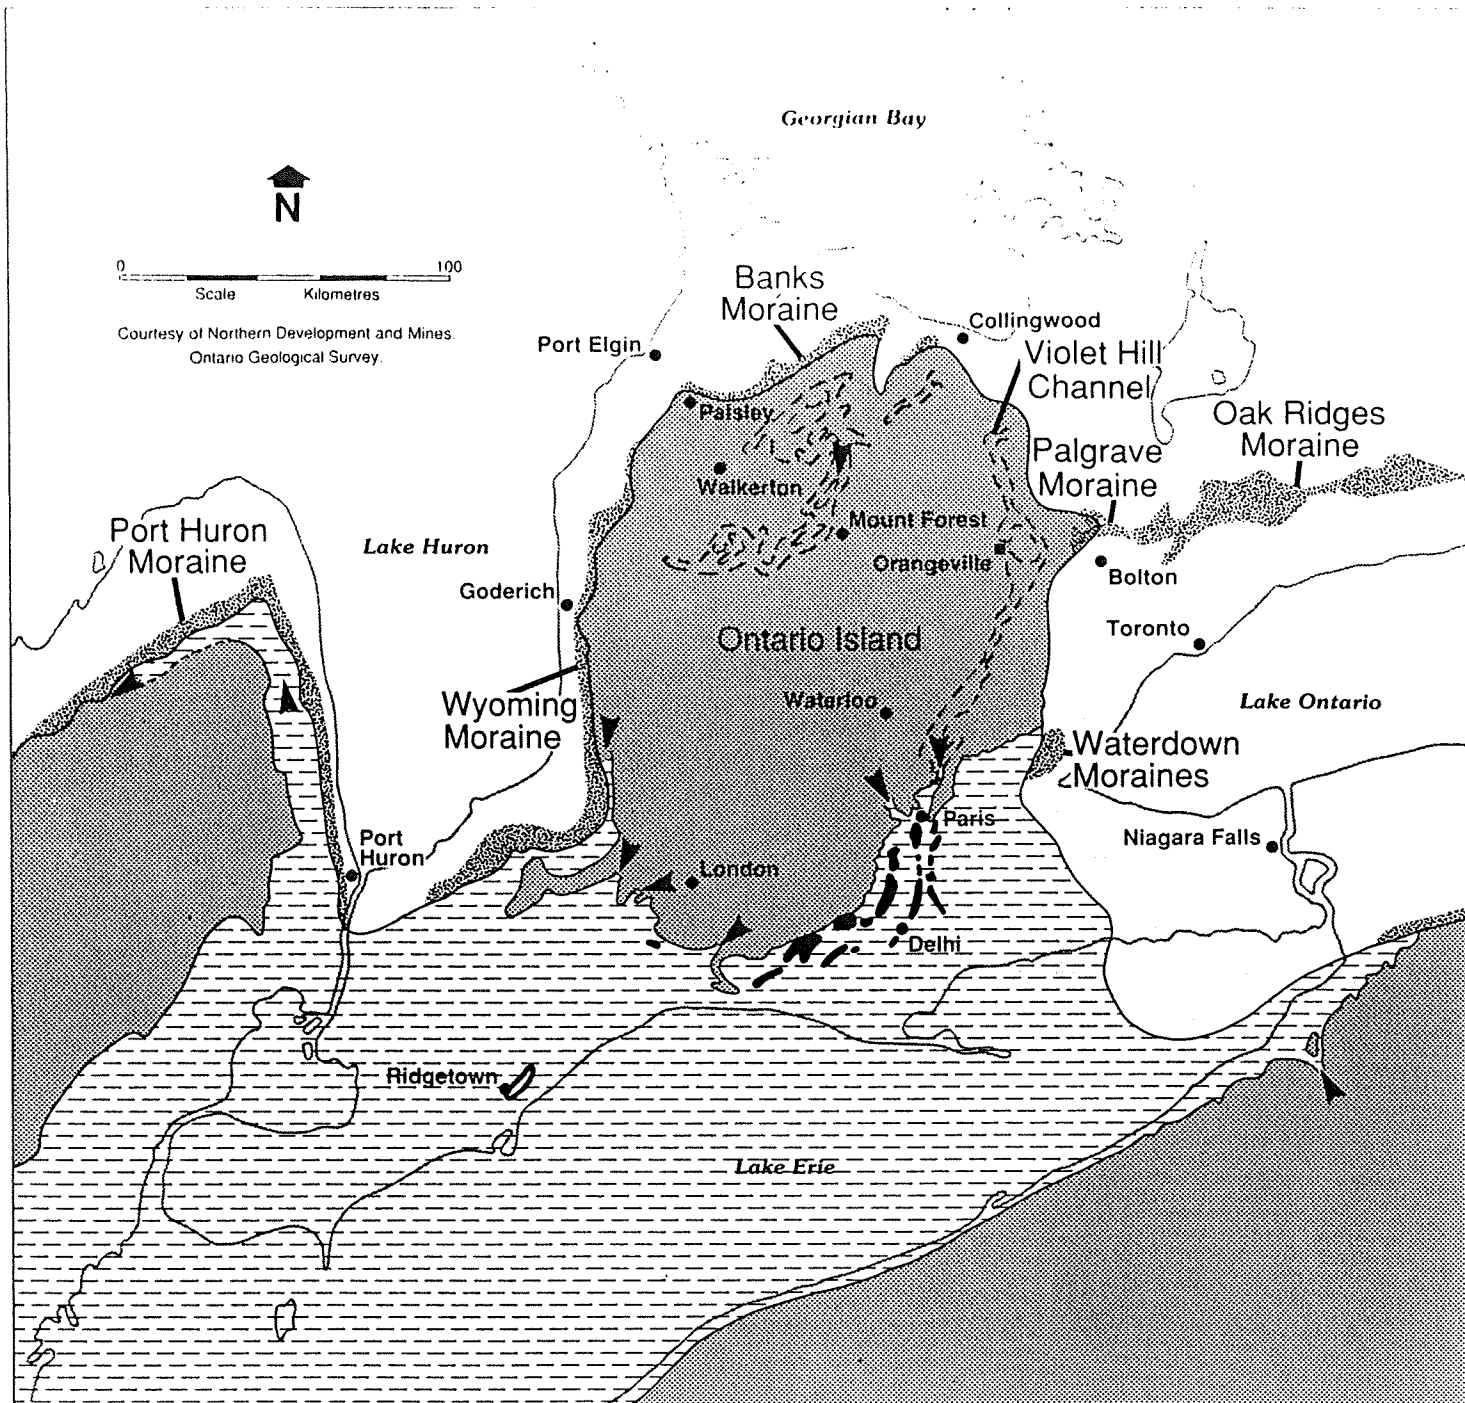 Georgian Bay
N
0 100
Scale Kilometres
Courtesy of Northern Development and Mines.
Ontario Geological Survey.
Banks
Moraine
Collingwood
Port Elgin
Violet Hill
Channel
Paisley
Oak Ridges
Moraine
Palgrave
Moraine
Walkerton
Mount Forest
Port Huron
Moraine
Lake Huron
Orangeville
Bolton
Goderich
Toronto
Ontario Island
Wyoming
Moraine
Waterloo
Lake Ontario
Waterdown
Moraines
Paris
Niagara Falls
Port
Huron
London
Delhi
Ridgetown
Lake Erie